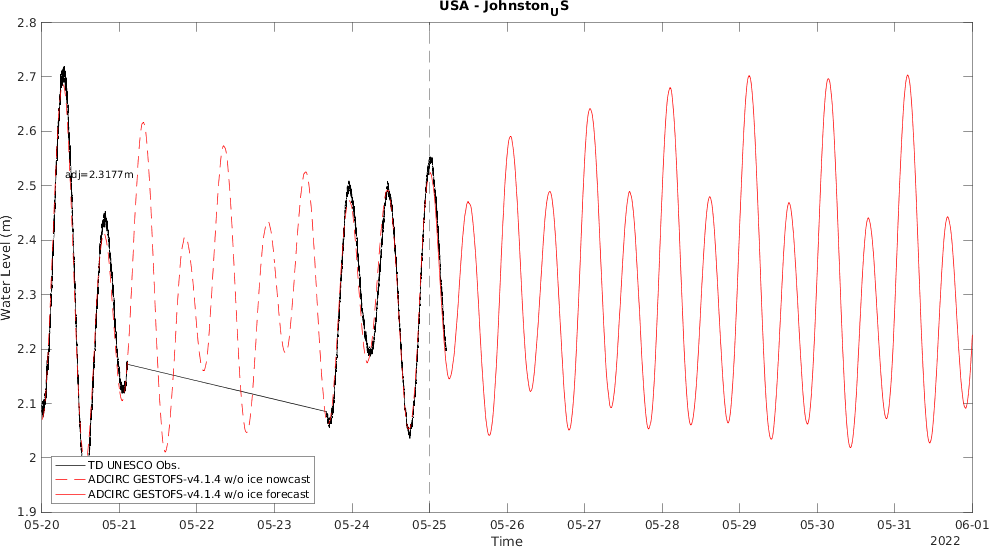 USA - Johnston_US
2.8
2.7
2.6
2.5
2.4
2.3
2.2
2.1
2
1.9
Water Level (m)
adj=2.3177m
TD UNESCO Obs.
ADCIRC GESTOFS-v4.1.4 w/o ice nowcast
ADCIRC GESTOFS-v4.1.4 w/o ice forecast
05-20 05-21 05-22 05-23 05-24 05-25 05-26 05-27 05-28 05-29 05-30 05-31 06-01
Time
2022